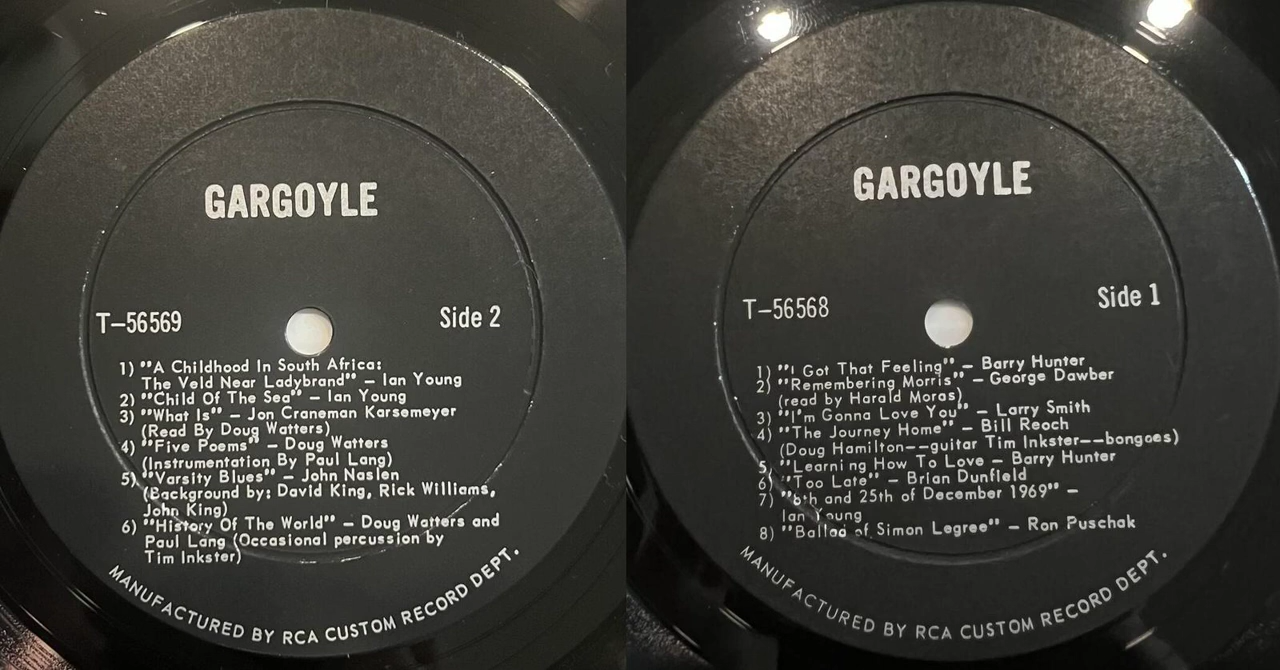 GARGOYLE
T-56569
Side 2
1) "A Childhood In South Africa:
The Veld Near Ladybrand" - Ian Young
2) "Child Of The Sea" - Ian Young
3) "What Is" - Jon Craneman Karsemeyer
(Read By Doug Watters)
4) "Five Poems" - Doug Watters
(Instrumentation By Paul Lang)
5) "Varsity Blues" - John Naslen
(Background by: David King, Rick Williams,
John King)
6) "History Of The World" - Doug Watters and
Paul Lang (Occasional percussion by
Tim Inkster)
MANUFACTURED BY RCA CUSTOM RECORD DEPT.
GARGOYLE
T-56568
Side 1
1) "I Got That Feeling" - Barry Hunter
2) "Remembering Morris" - George Dawber
(read by Harald Moras)
3) "I'm Gonna Love You" - Larry Smith
4) "The Journey Home" - Bill Reoch
(Doug Hamilton--guitar Tim Inkster--bongoes)
5) "Learning How To Love - Barry Hunter
6) "Too Late" - Brian Dunfield
7) "6th and 25th of December 1969" -
Ian Young
8) "Ballad of Simon Legree" - Ron Puschak
MANUFACTURED BY RCA CUSTOM RECORD DEPT.